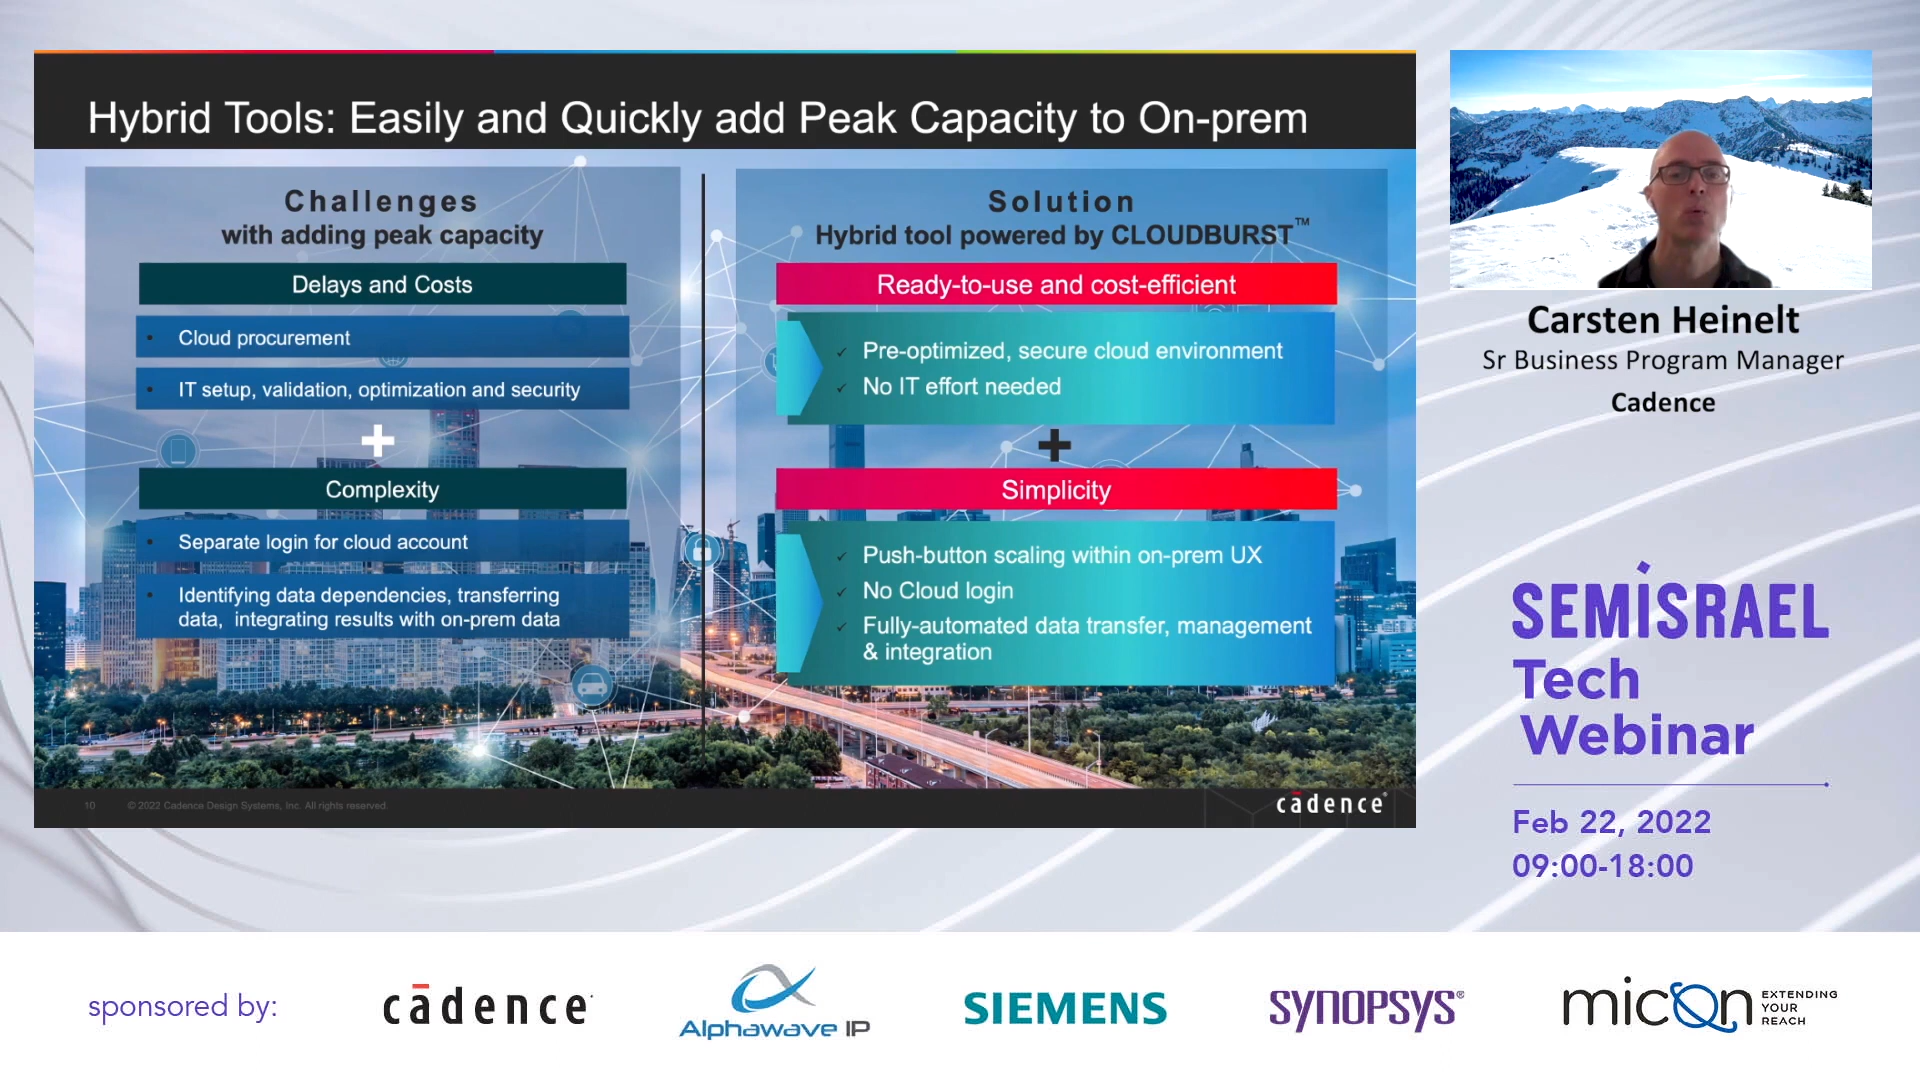 Hybrid Tools: Easily and Quickly add Peak Capacity to On-prem
Challenges
with adding peak capacity
Delays and Costs
• Cloud procurement
• IT setup, validation, optimization and security
+
Complexity
• Separate login for cloud account
• Identifying data dependencies, transferring
data, integrating results with on-prem data
Solution
Hybrid tool powered by CLOUDBURST™
Ready-to-use and cost-efficient
✓ Pre-optimized, secure cloud environment
✓ No IT effort needed
+
Simplicity
✓ Push-button scaling within on-prem UX
✓ No Cloud login
✓ Fully-automated data transfer, management
& integration
10 © 2022 Cadence Design Systems, Inc. All rights reserved.
cādence®
Carsten Heinelt
Sr Business Program Manager
Cadence
SEMISRAEL
Tech
Webinar
Feb 22, 2022
09:00-18:00
sponsored by:
cādence
Alphawave IP
SIEMENS
SYNOPSYS®
micon
EXTENDING
YOUR
REACH